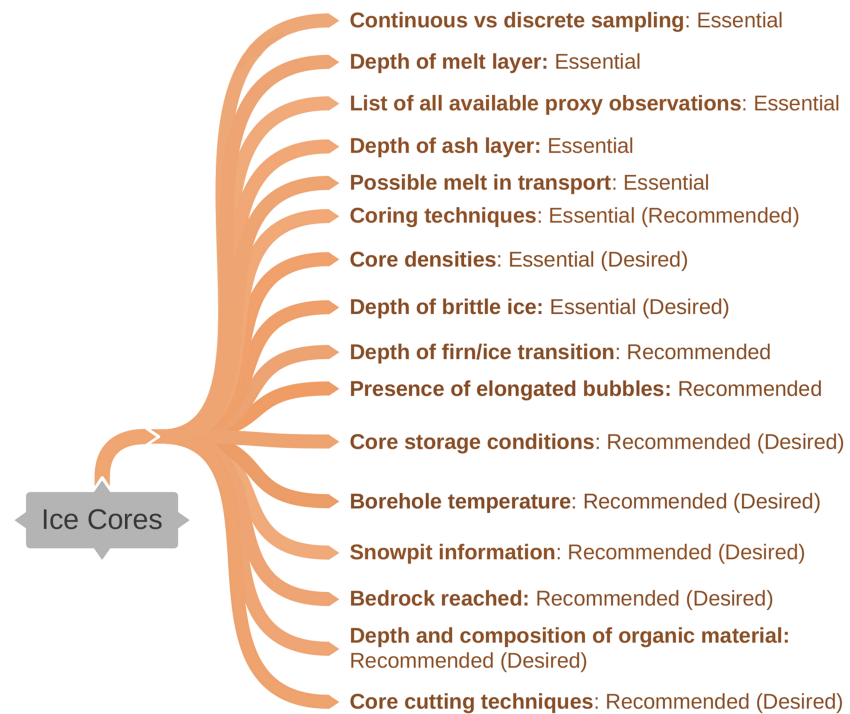 Continuous vs discrete sampling: Essential
Depth of melt layer: Essential
List of all available proxy observations: Essential
Depth of ash layer: Essential
Possible melt in transport: Essential
Coring techniques: Essential (Recommended)
Core densities: Essential (Desired)
Depth of brittle ice: Essential (Desired)
Depth of firn/ice transition: Recommended
Presence of elongated bubbles: Recommended
Core storage conditions: Recommended (Desired)
Borehole temperature: Recommended (Desired)
Ice Cores
Snowpit information: Recommended (Desired)
Bedrock reached: Recommended (Desired)
Depth and composition of organic material:
Recommended (Desired)
Core cutting techniques: Recommended (Desired)